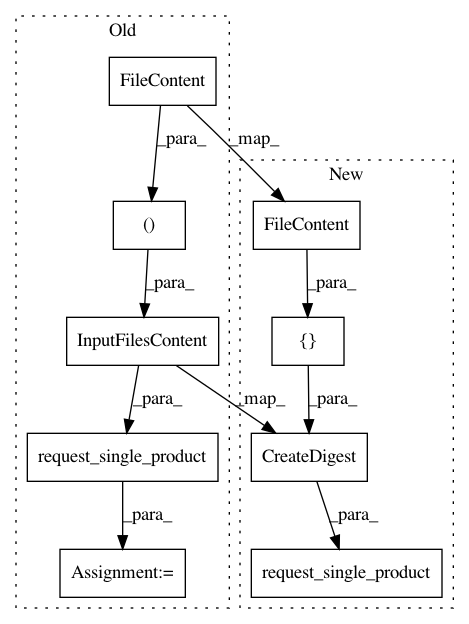 Old
FileContent
_para_
_map_
New
()
FileContent
_para_
_para_
InputFilesContent
{}
_para_
_map_
_para_
request_single_product
CreateDigest
_para_
_para_
Assignment:=
request_single_product